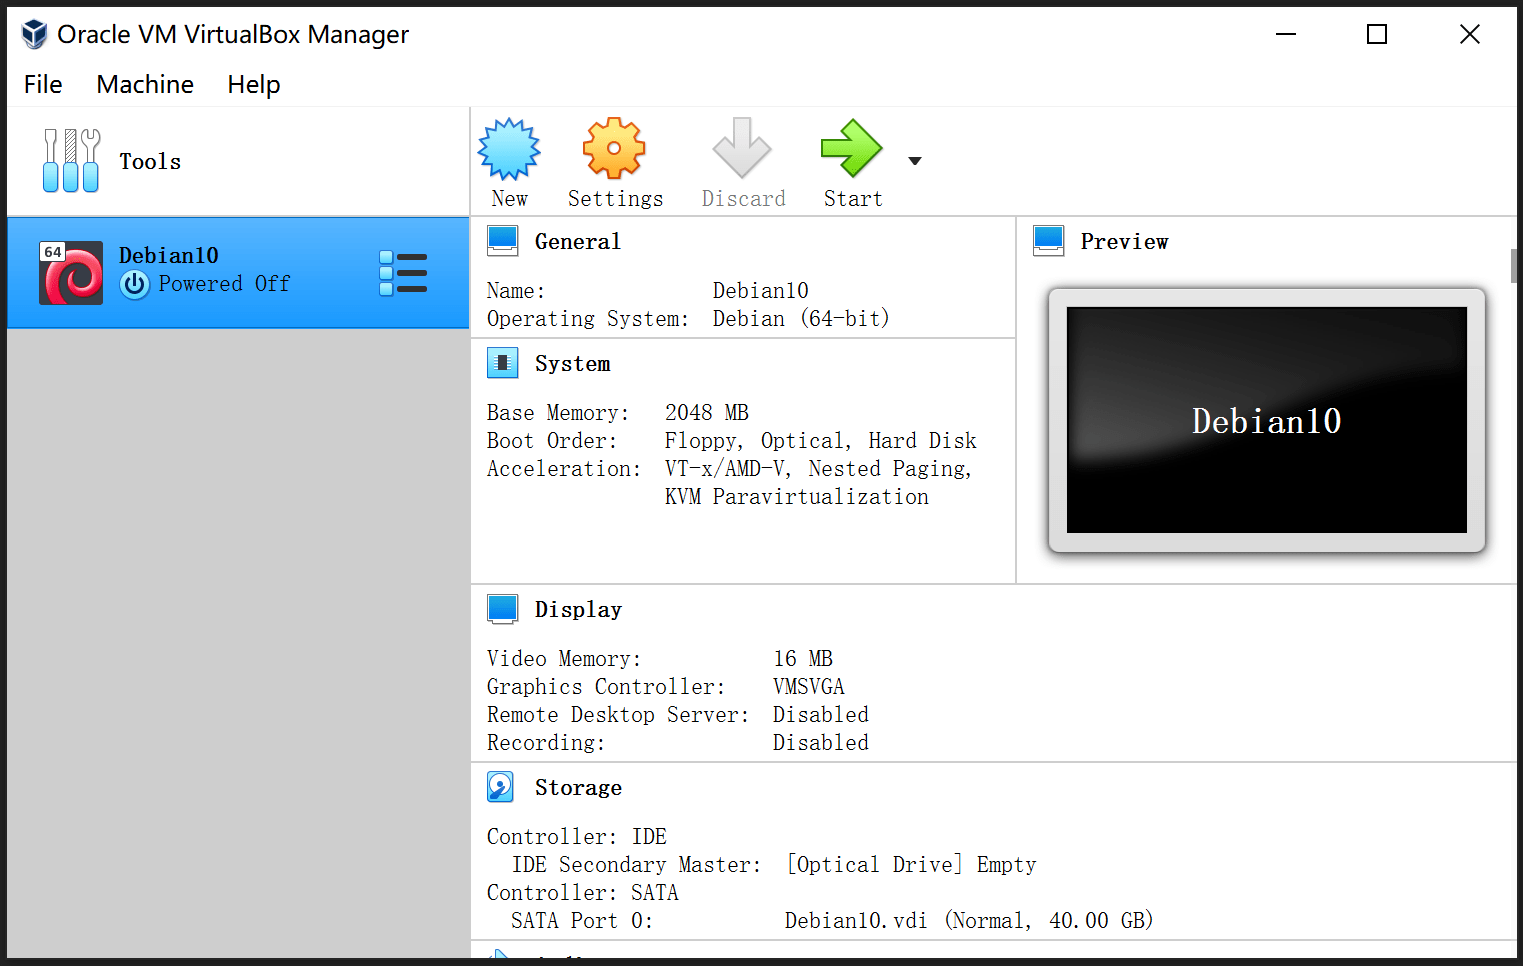 Oracle VM VirtualBox Manager
File Machine Help
Tools
New Settings Discard Start
64
Debian10
Powered Off
General
Name: Debian10
Operating System: Debian (64-bit)
System
Base Memory: 2048 MB
Boot Order: Floppy, Optical, Hard Disk
Acceleration: VT-x/AMD-V, Nested Paging,
KVM Paravirtualization
Preview
Debian10
Display
Video Memory: 16 MB
Graphics Controller: VMSVGA
Remote Desktop Server: Disabled
Recording: Disabled
Storage
Controller: IDE
IDE Secondary Master: [Optical Drive] Empty
Controller: SATA
SATA Port 0: Debian10.vdi (Normal, 40.00 GB)